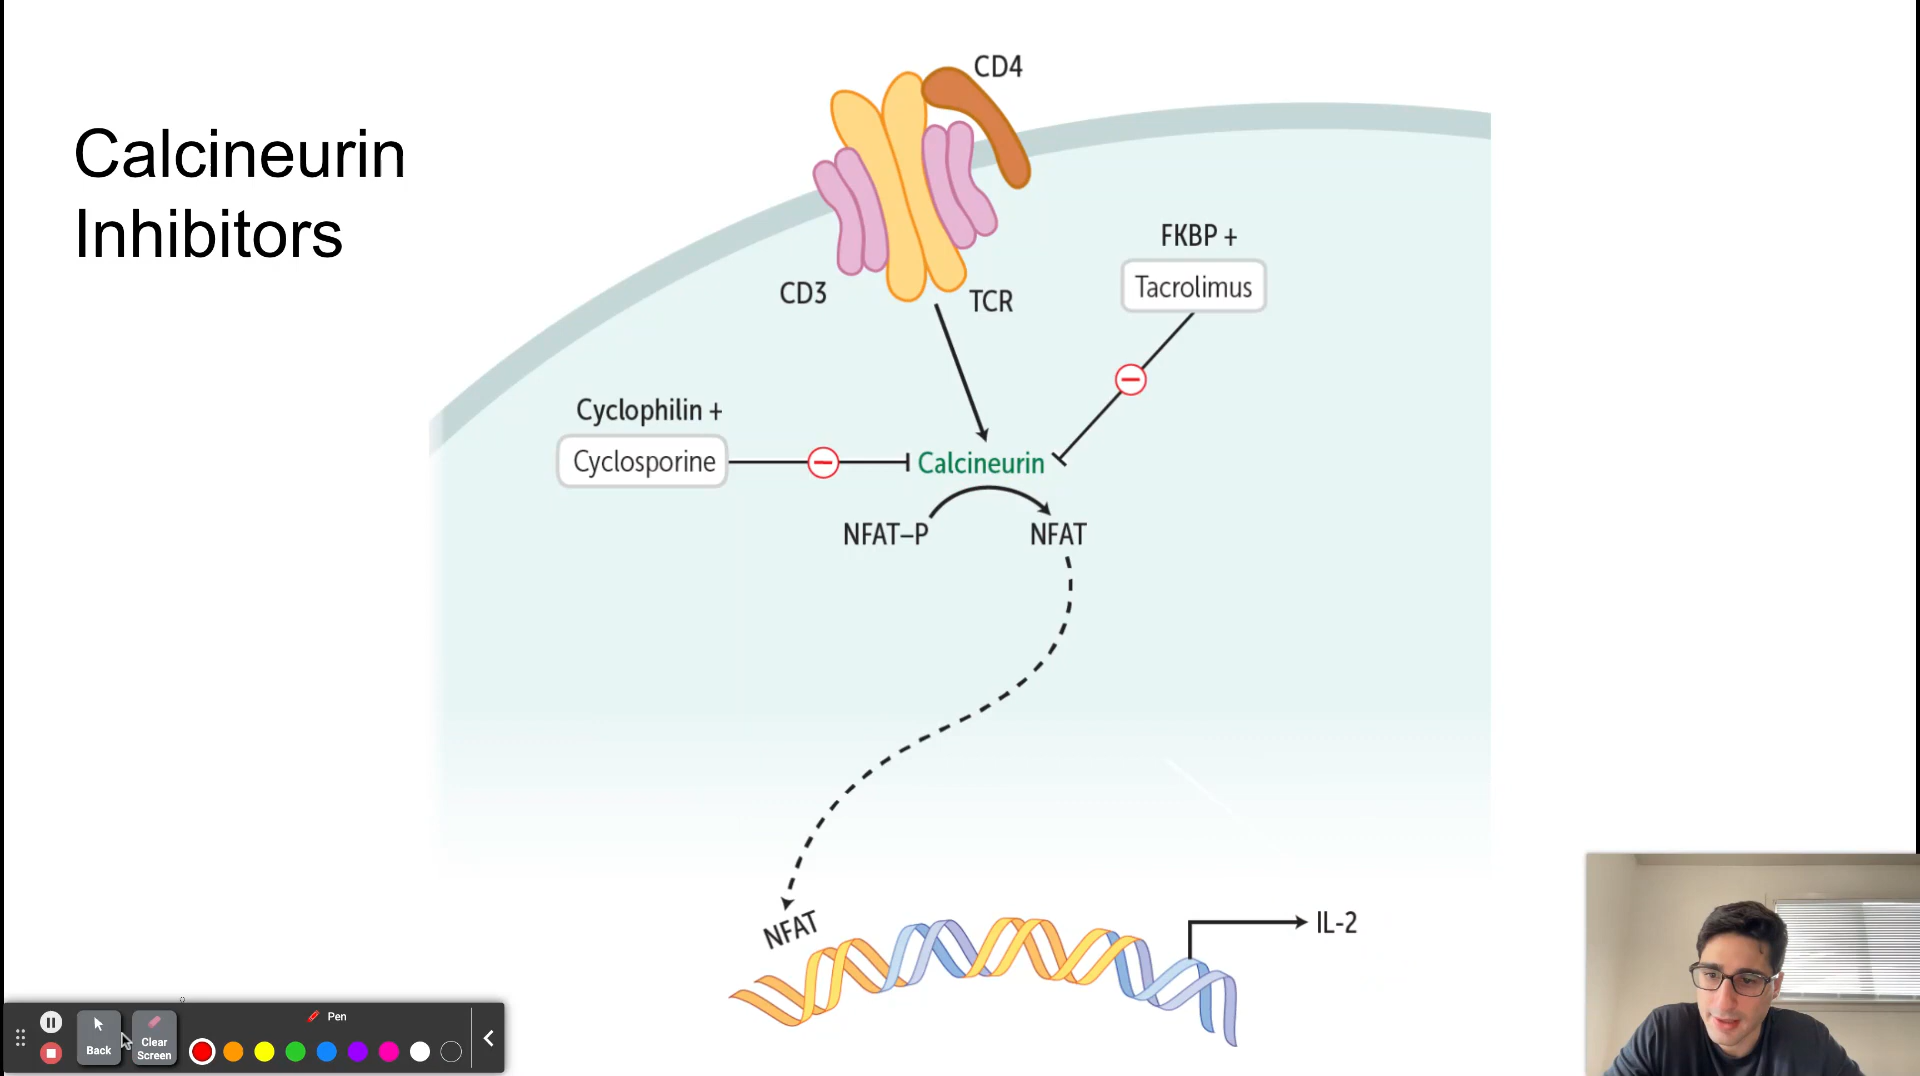 Calcineurin
Inhibitors
CD4
CD3
TCR
FKBP +
Tacrolimus
Cyclophilin +
Cyclosporine
Calcineurin
NFAT–P
NFAT
NFAT
IL-2
Pen
Back
Clear
Screen